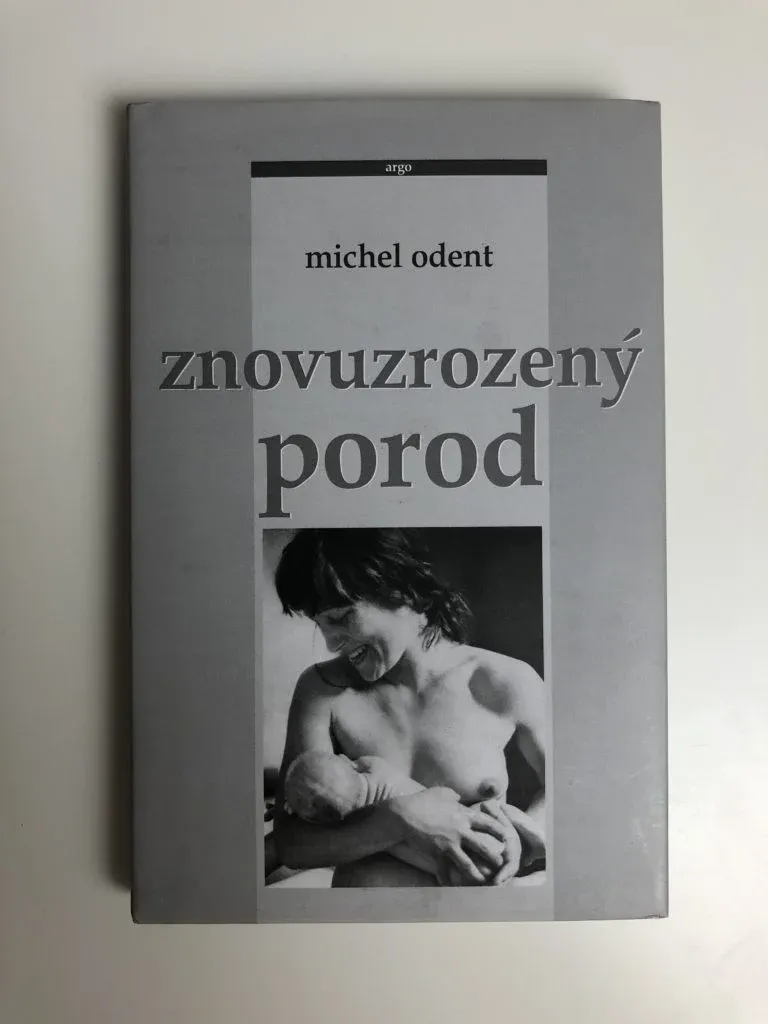 argo
michel odent
znovuzrozený
porod